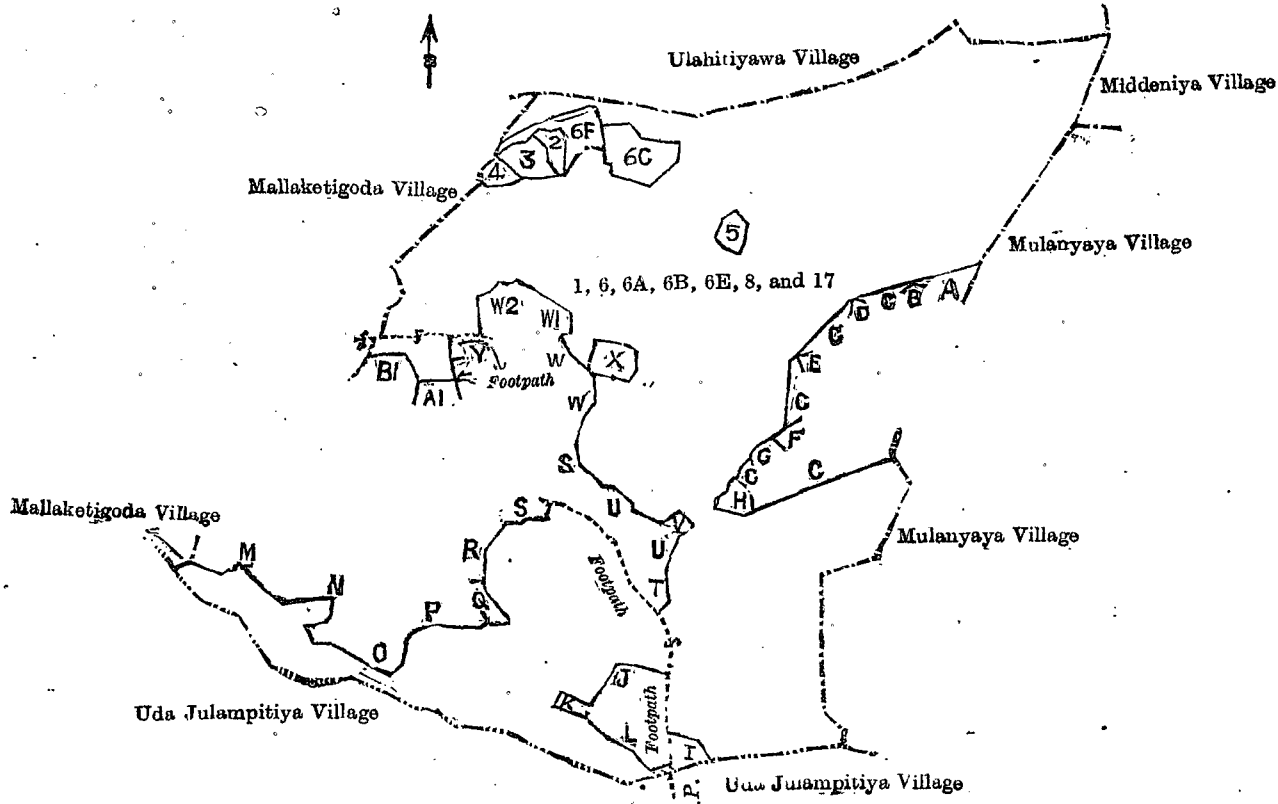 Ulahitiyawa Village
Middeniya Village
6F
2
3
6C
4
Mallaketigoda Village
5
Mulanyaya Village
1, 6, 6A, 6B, 6E, 8, and 17
A
B
C
D
C
W2
W1
Y
W
X
E
B1
Footpath
A1
W
C
F
S
G
C
C
H
Mallaketigoda Village
S
U
V
Mulanyaya Village
M
R
U
Footpath
N
T
Q
P
O
S
J
K
Footpath
L
I
Uda Julampitiya Village
P.
Uda Julampitiya Village